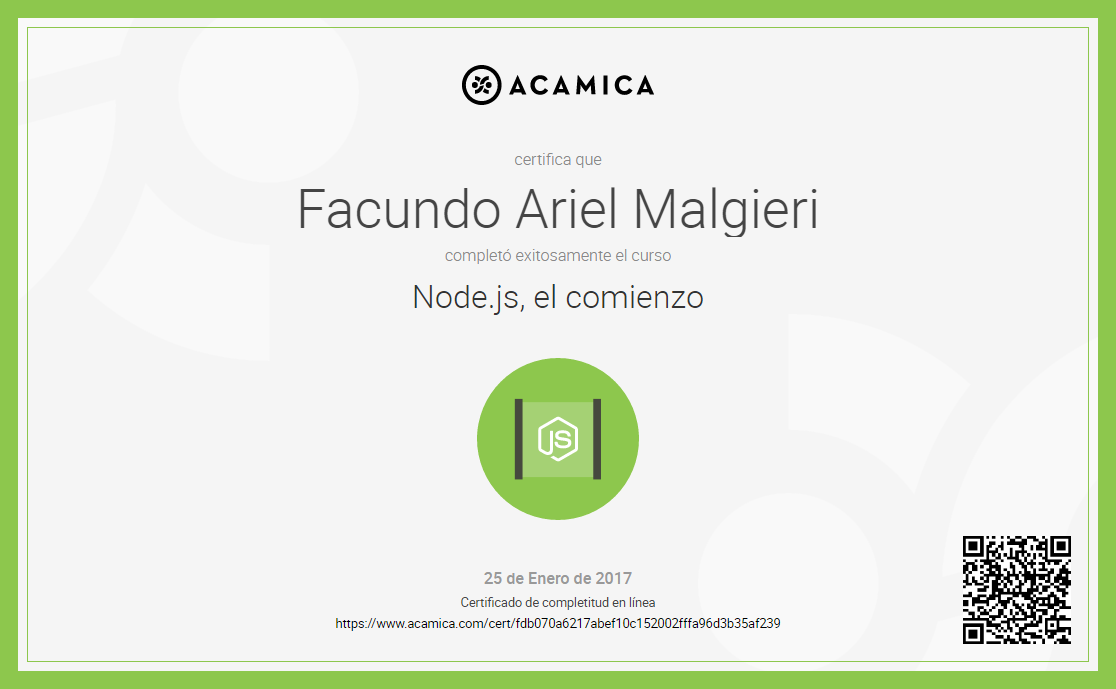 ACAMICA
certifica que
Facundo Ariel Malgieri
completó exitosamente el curso
Node.js, el comienzo
JS
25 de Enero de 2017
Certificado de completitud en línea
https://www.acamica.com/cert/fdb070a6217abef10c152002fffa96d3b35af239